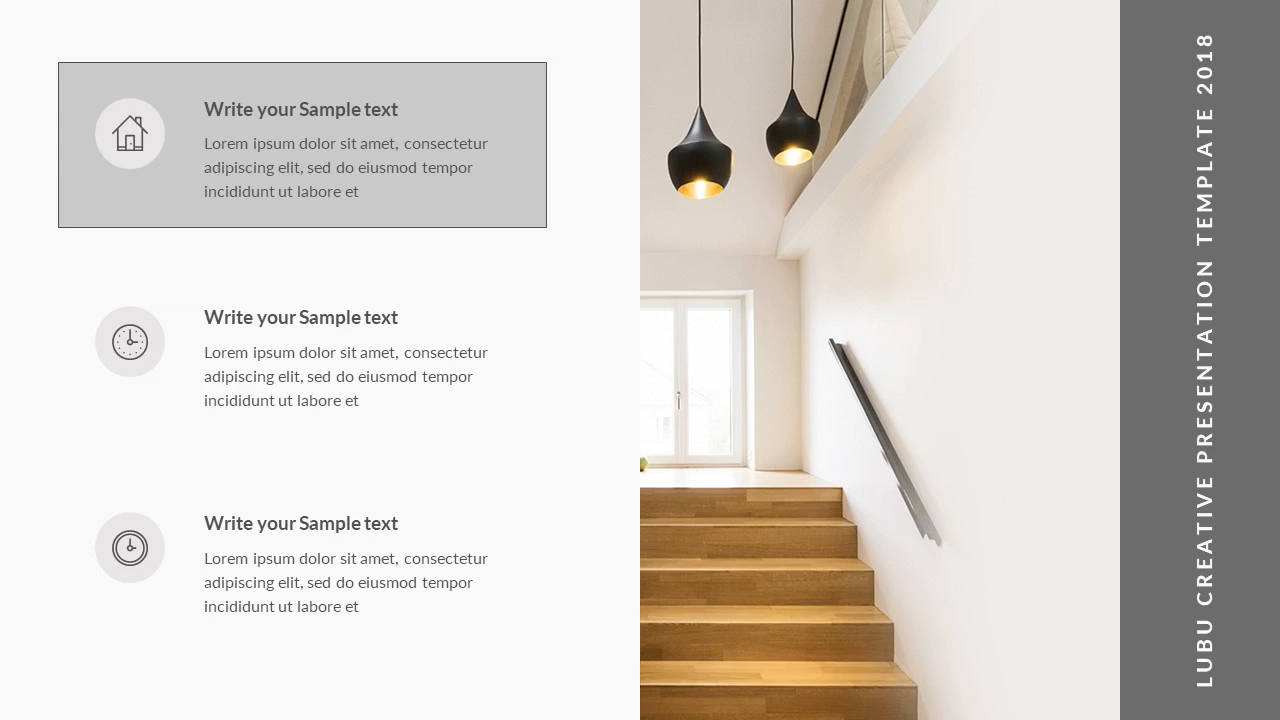 Write your Sample text
Lorem ipsum dolor sit amet, consectetur
adipiscing elit, sed do eiusmod tempor
incididunt ut labore et
Write your Sample text
Lorem ipsum dolor sit amet, consectetur
adipiscing elit, sed do eiusmod tempor
incididunt ut labore et
Write your Sample text
Lorem ipsum dolor sit amet, consectetur
adipiscing elit, sed do eiusmod tempor
incididunt ut labore et
LUBU CREATIVE PRESENTATION TEMPLATE 2018